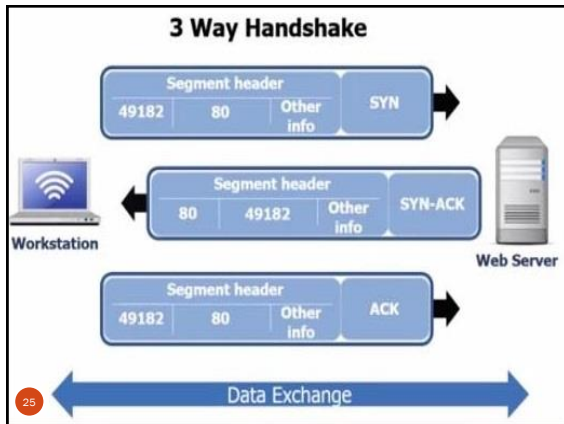 3 Way Handshake
Segment header
49182 80 Other info SYN
Segment header
80 49182 Other info SYN-ACK
Workstation
Web Server
Segment header
49182 80 Other info ACK
25
Data Exchange